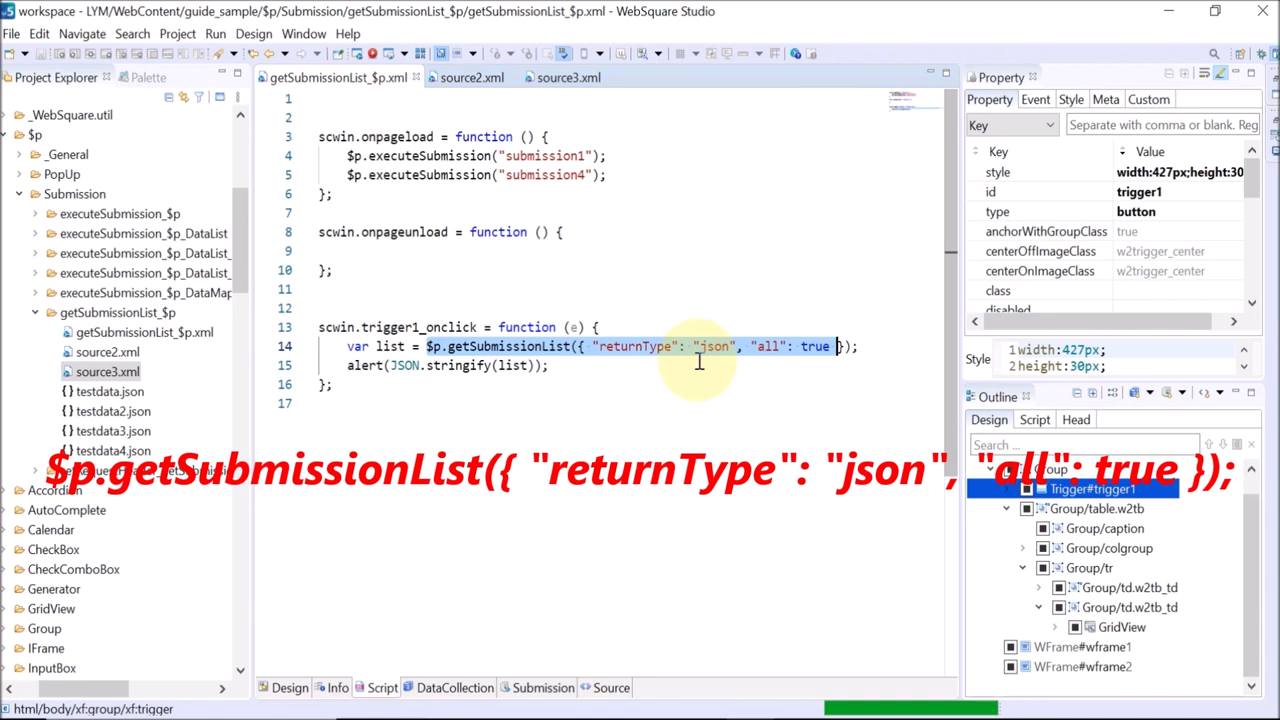 workspace - LYM/WebContent/guide_sample/$p/Submission/getSubmissionList_$p/getSubmissionList_$p.xml - WebSquare Studio
File Edit Navigate Search Project Run Design Window Help
Project Explorer Palette
_WebSquare.util
$p
_General
PopUp
Submission
executeSubmission_$p
executeSubmission_$p_DataList
executeSubmission_$p_DataList_
executeSubmission_$p_DataList_
executeSubmission_$p_DataMap
getSubmissionList_$p
getSubmissionList_$p.xml
source2.xml
source3.xml
testdata.json
testdata2.json
testdata3.json
testdata4.json
Accordion
AutoComplete
Calendar
CheckBox
CheckComboBox
Generator
GridView
Group
IFrame
InputBox
html/body/xf:group/xf:trigger
getSubmissionList_$p.xml source2.xml source3.xml
1
2
3 scwin.onpageload = function () {
4 $p.executeSubmission("submission1");
5 $p.executeSubmission("submission4");
6 };
7
8 scwin.onpageunload = function () {
9
10 };
11
12
13 scwin.trigger1_onclick = function (e) {
14 var list = $p.getSubmissionList({ "returnType": "json", "all": true });
15 alert(JSON.stringify(list));
16 };
17
$p.getSubmissionList({ "returnType": "json", "all": true });
Design Info Script DataCollection Submission Source
Property
Property Event Style Meta Custom
Key Separate with comma or blank. Reg
Key Value
style width:427px;height:30
id trigger1
type button
anchorWithGroupClass true
centerOffImageClass w2trigger_center
centerOnImageClass w2trigger_center
class
disabled
Style 1 width:427px;
2 height:30px;
Outline
Design Script Head
Search ...
Group
Trigger#trigger1
Group/table.w2tb
Group/caption
Group/colgroup
Group/tr
Group/td.w2tb_td
Group/td.w2tb_td
GridView
WFrame#wframe1
WFrame#wframe2